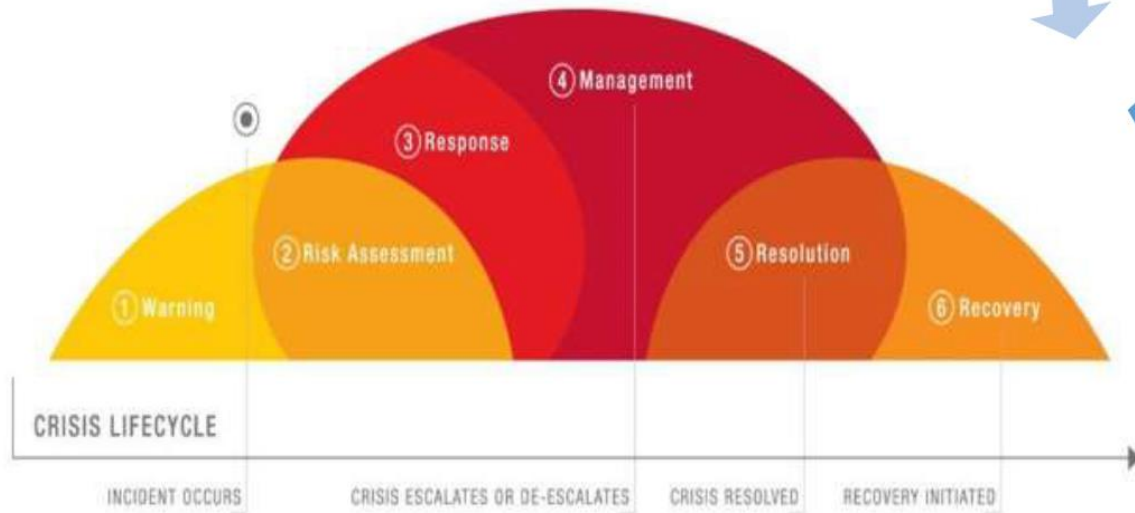 ④ Management
③ Response
② Risk Assessment
⑤ Resolution
① Warning
⑥ Recovery
CRISIS LIFECYCLE
INCIDENT OCCURS
CRISIS ESCALATES OR DE-ESCALATES
CRISIS RESOLVED
RECOVERY INITIATED